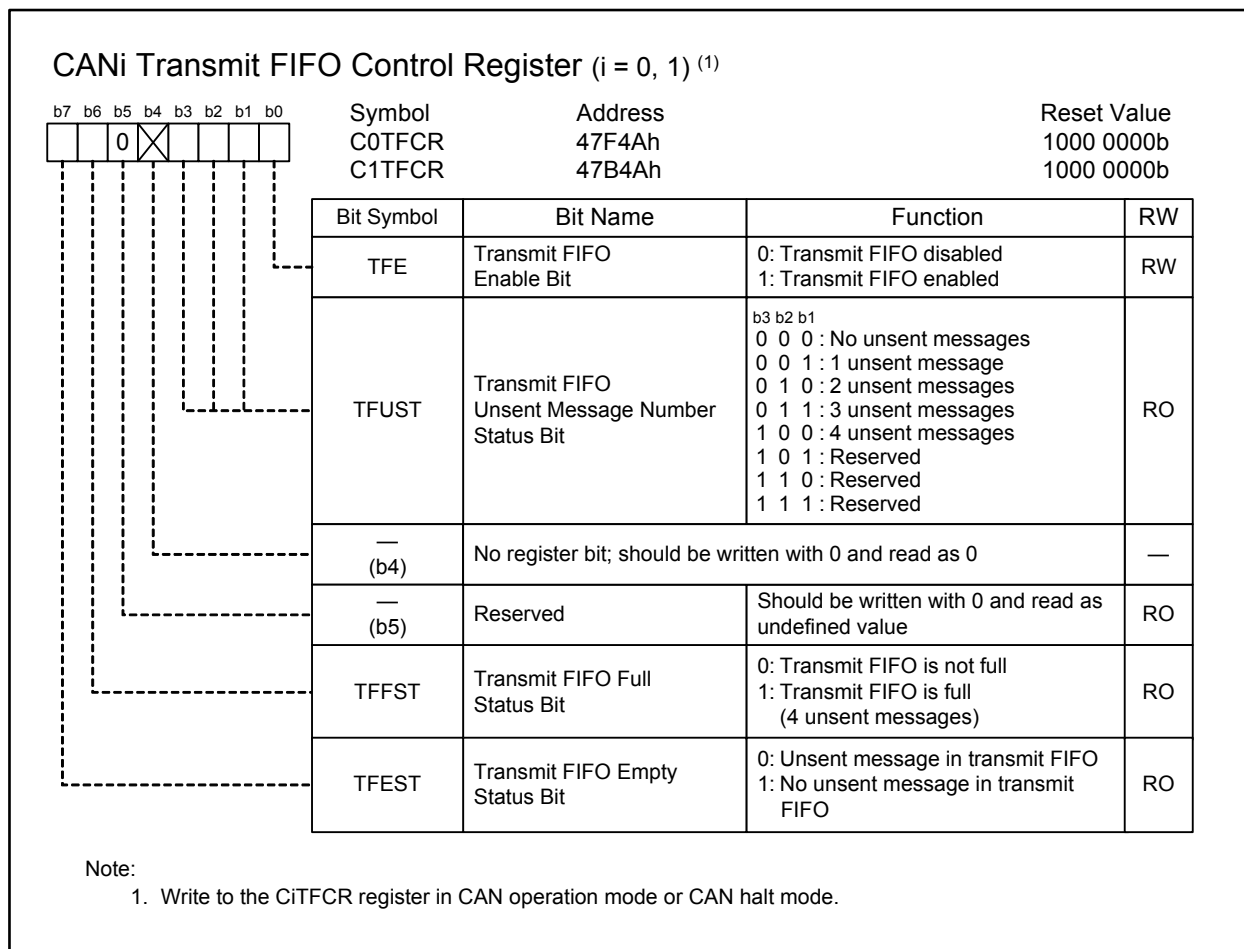 CANi Transmit FIFO Control Register (i = 0, 1) (1)
b7 b6 b5 b4 b3 b2 b1 b0
0
Symbol Address Reset Value
C0TFCR 47F4Ah 1000 0000b
C1TFCR 47B4Ah 1000 0000b
Bit Symbol Bit Name Function RW
TFE Transmit FIFO Enable Bit 0: Transmit FIFO disabled RW
1: Transmit FIFO enabled
TFUST
Transmit FIFO
Unsent Message Number
Status Bit
b3 b2 b1
0 0 0 : No unsent messages
0 0 1 : 1 unsent message
0 1 0 : 2 unsent messages
0 1 1 : 3 unsent messages
1 0 0 : 4 unsent messages
1 0 1 : Reserved
1 1 0 : Reserved
1 1 1 : Reserved
RO
—
(b4)
No register bit; should be written with 0 and read as 0 —
—
(b5)
Reserved
Should be written with 0 and read as
undefined value
RO
TFFST
Transmit FIFO Full
Status Bit
0: Transmit FIFO is not full
1: Transmit FIFO is full
(4 unsent messages)
RO
TFEST
Transmit FIFO Empty
Status Bit
0: Unsent message in transmit FIFO
1: No unsent message in transmit
FIFO
RO
Note:
1. Write to the CiTFCR register in CAN operation mode or CAN halt mode.